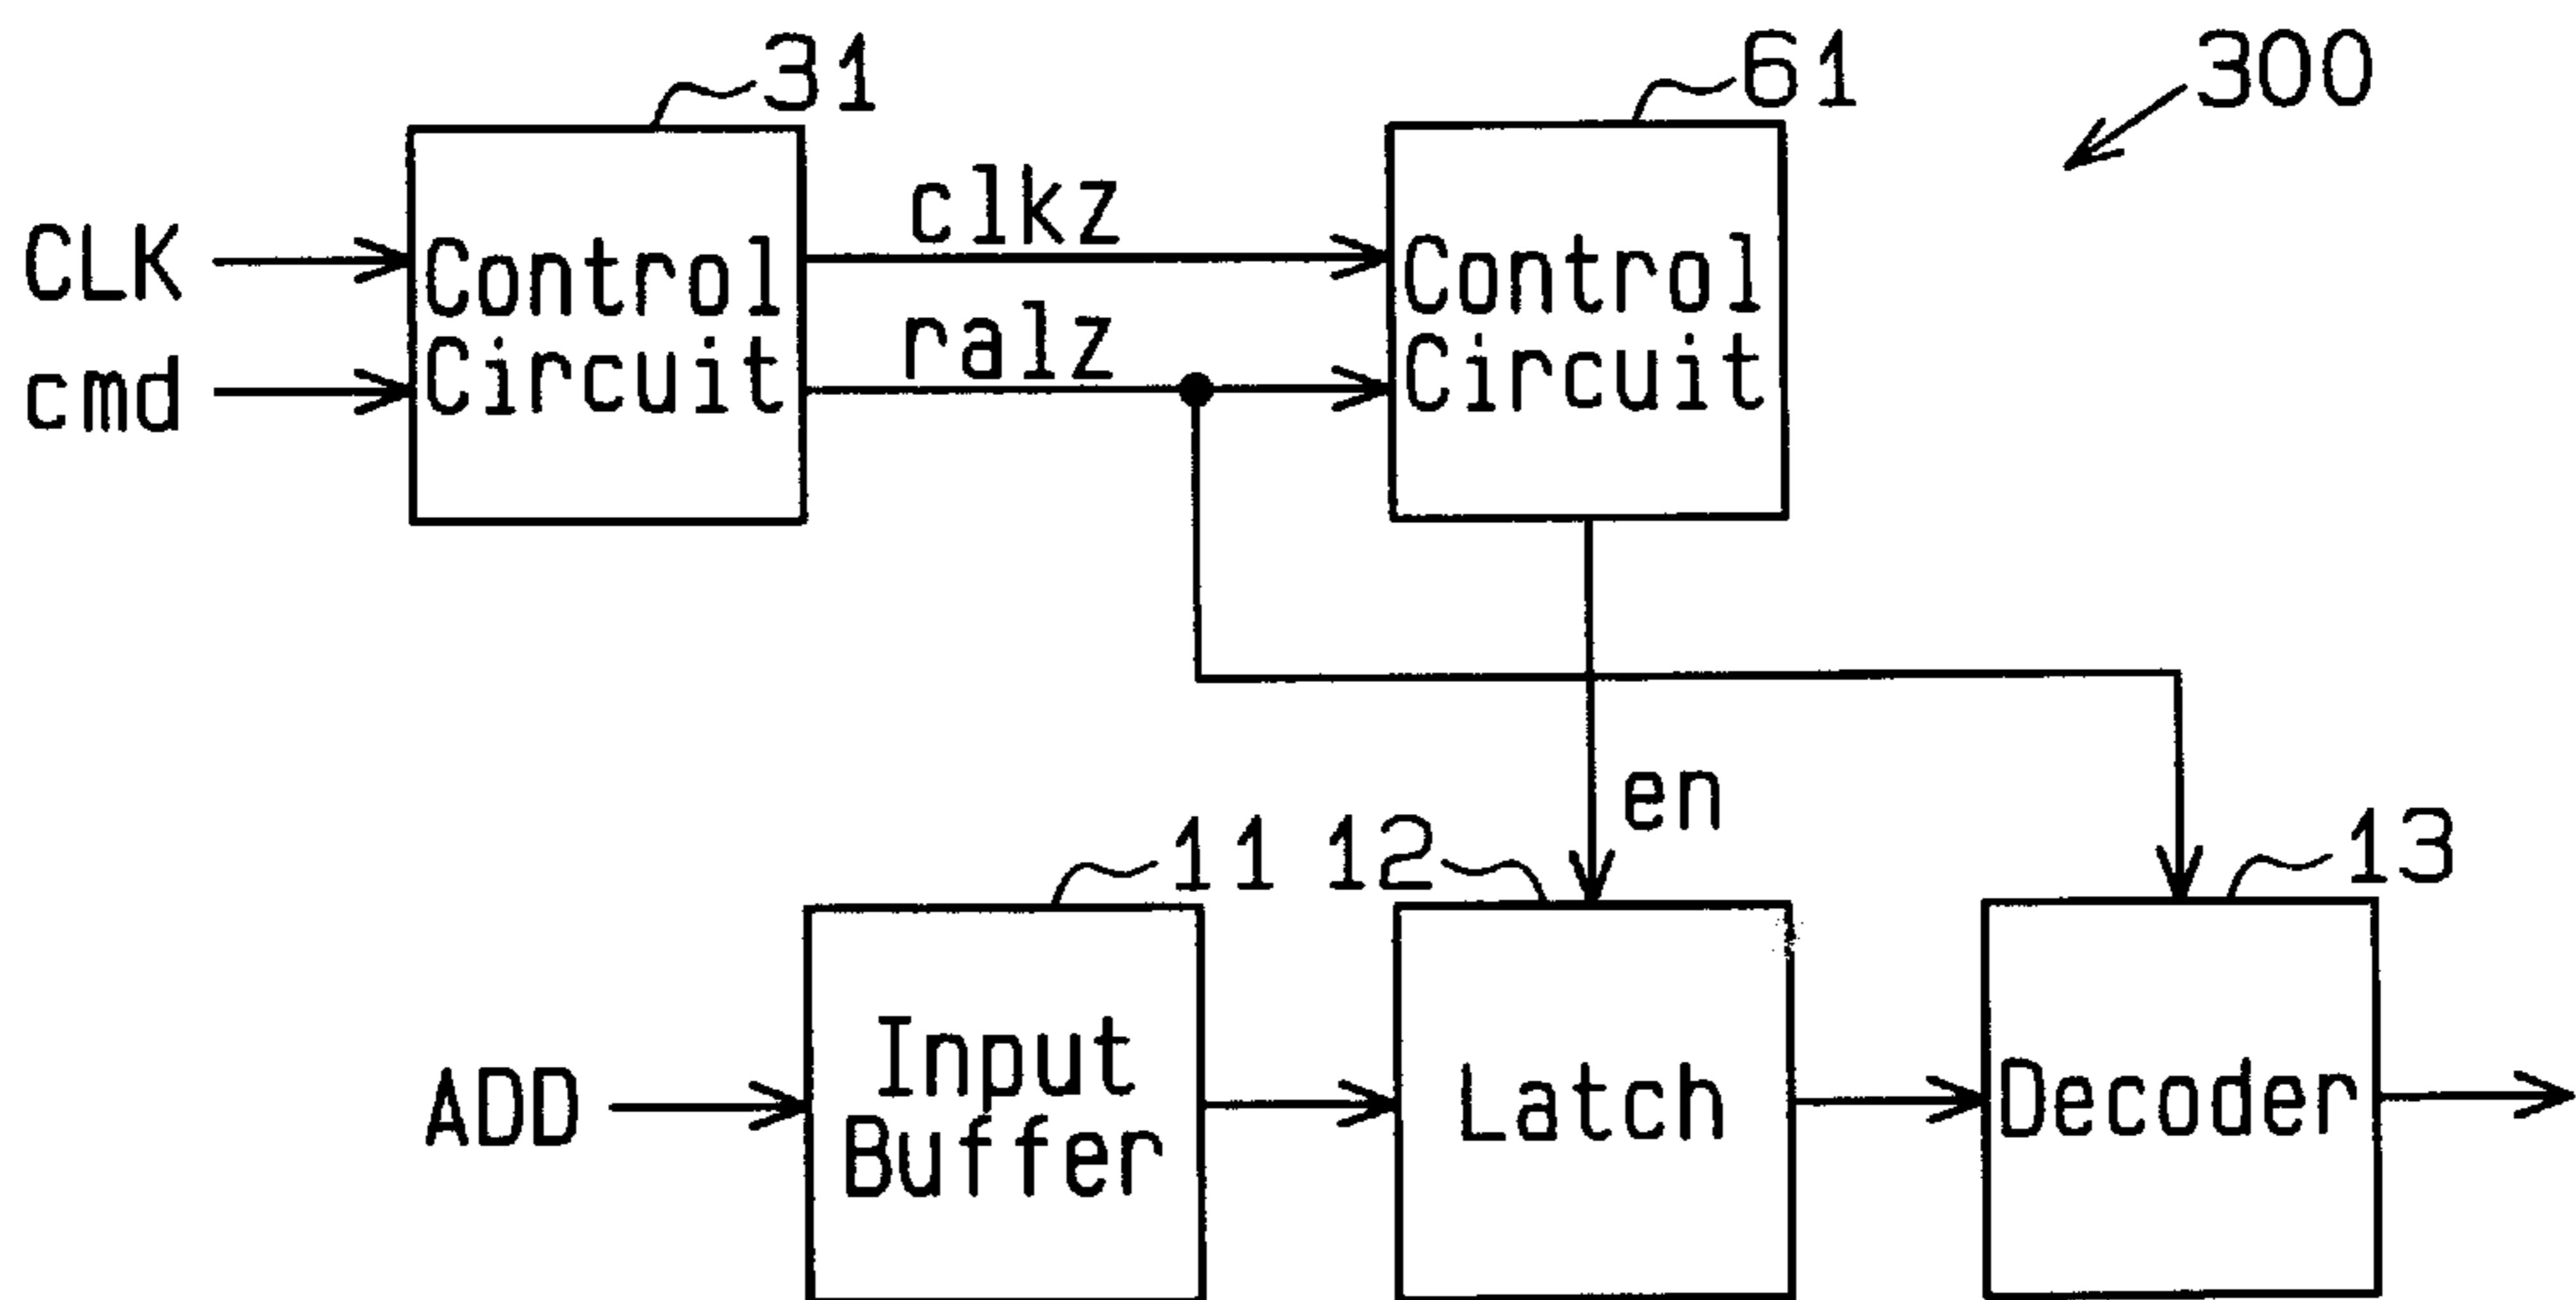 31
61
300
CLK
cmd
Control
Circuit
clkz
ralz
Control
Circuit
en
11
12
13
ADD
Input
Buffer
Latch
Decoder